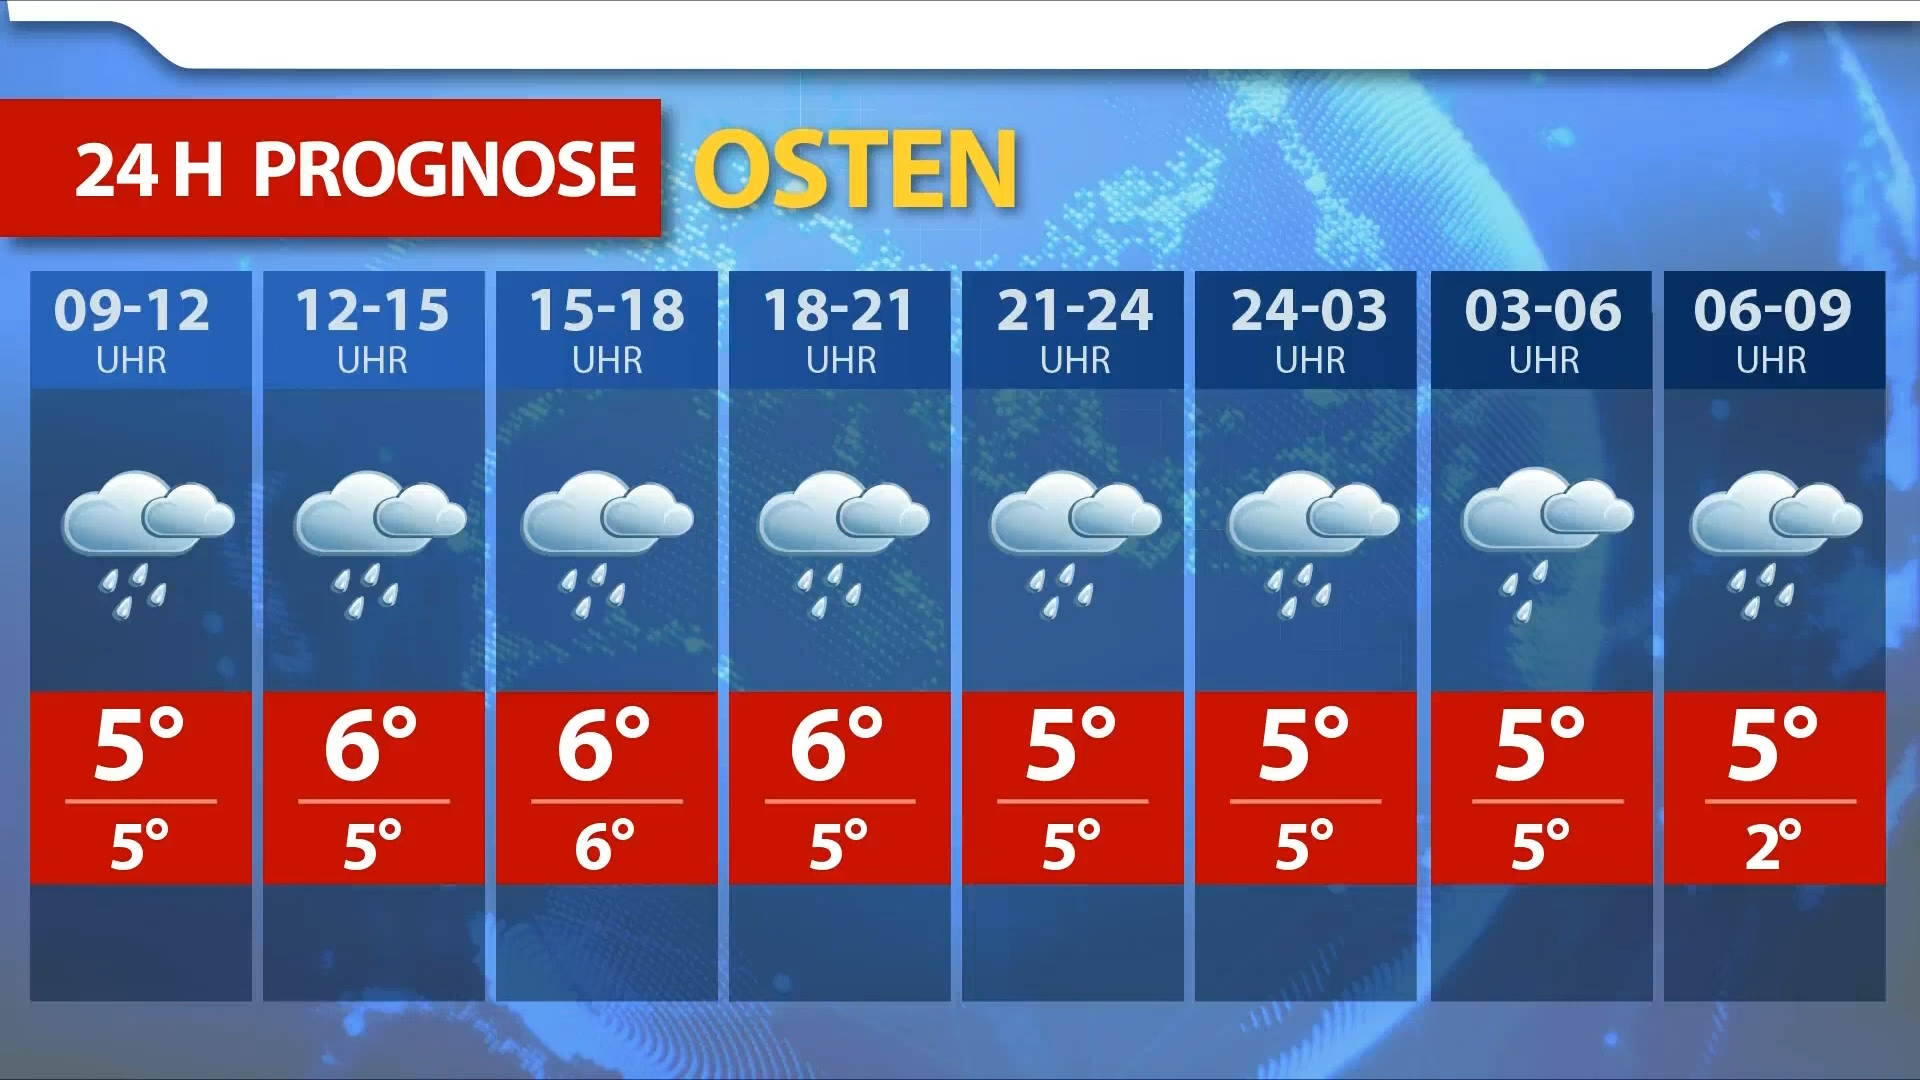 24 H PROGNOSE OSTEN
09-12 12-15 15-18 18-21 21-24 24-03 03-06 06-09
UHR UHR UHR UHR UHR UHR UHR UHR
5° 6° 6° 6° 5° 5° 5° 5°
5° 5° 6° 5° 5° 5° 5° 2°